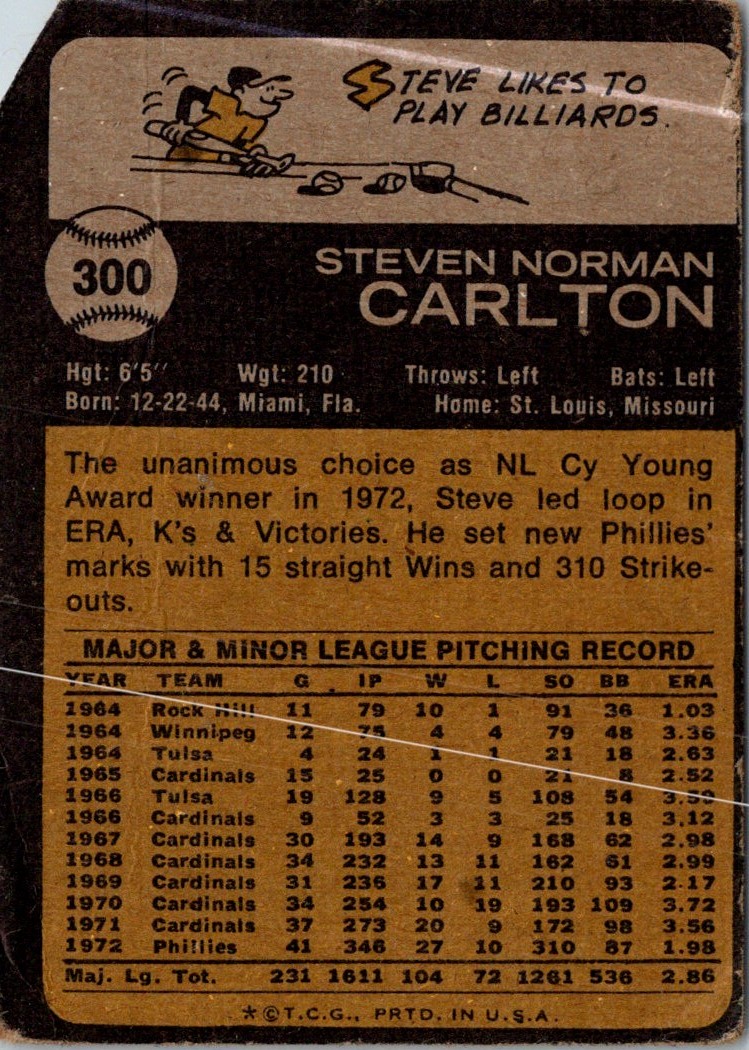 STEVE LIKES TO
PLAY BILLIARDS.
300
STEVEN NORMAN
CARLTON
Hgt: 6'5" Wgt: 210 Throws: Left Bats: Left
Born: 12-22-44, Miami, Fla. Home: St. Louis, Missouri
The unanimous choice as NL Cy Young
Award winner in 1972, Steve led loop in
ERA, K's & Victories. He set new Phillies'
marks with 15 straight Wins and 310 Strike-
outs.
MAJOR & MINOR LEAGUE PITCHING RECORD
YEAR TEAM G IP W L SO BB ERA
1964 Rock Hill 11 79 10 1 91 36 1.03
1964 Winnipeg 12 75 4 4 79 48 3.36
1964 Tulsa 4 24 1 1 21 18 2.63
1965 Cardinals 15 25 0 0 21 8 2.52
1966 Tulsa 19 128 9 5 108 54 3.59
1966 Cardinals 9 52 3 3 25 18 3.12
1967 Cardinals 30 193 14 9 168 62 2.98
1968 Cardinals 34 232 13 11 162 61 2.99
1969 Cardinals 31 236 17 11 210 93 2.17
1970 Cardinals 34 254 10 19 193 109 3.72
1971 Cardinals 37 273 20 9 172 98 3.56
1972 Phillies 41 346 27 10 310 87 1.98
Maj. Lg. Tot. 231 1611 104 72 1261 536 2.86
*©T.C.G., PRTD. IN U.S.A.